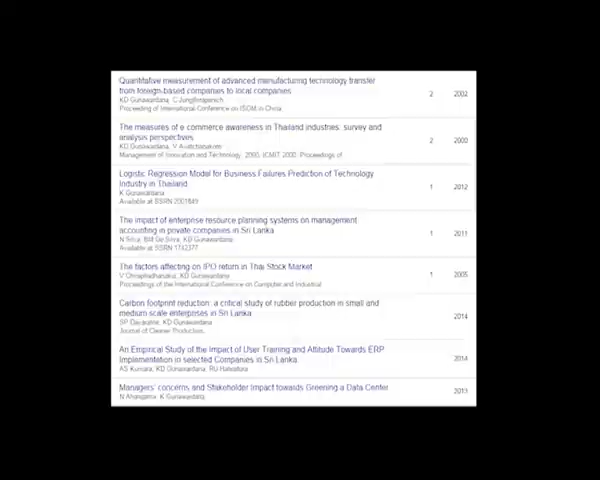 Quantitative measurement of advanced manufacturing technology transfer
from foreign-based companies to local companies
KD Gunawardana, C
Proceeding of International Conference on ISOM in China
2 2002
The measures of e commerce awareness in Thailand industries: survey and
analysis perspectives
KD Gunawardana, V
Management of Innovation and Technology, 2000. ICMIT 2000. Proceedings of
2 2000
Logistic Regression Model for Business Failures Prediction of Technology
Industry in Thailand
K Gunawardana
Available at SSRN
1 2012
The impact of enterprise resource planning systems on management
accounting in private companies in Sri Lanka
KD Gunawardana
Available at SSRN
1 2011
The factors affecting on IPO return in Thai Stock Market
KD Gunawardana
Proceedings of the International Conference on Computer and Industrial
1 2005
Carbon footprint reduction: a critical study of rubber production in small and
medium scale enterprises in Sri Lanka
KD Gunawardana
Journal of Cleaner Production
2014
An Empirical Study of the Impact of User Training and Attitude Towards ERP
Implementation in selected Companies in Sri Lanka
AS Kumara, KD Gunawardana, RU Halwatura
2014
Managers' concerns and Stakeholder Impact towards Greening a Data Center
K Gunawardana
2013